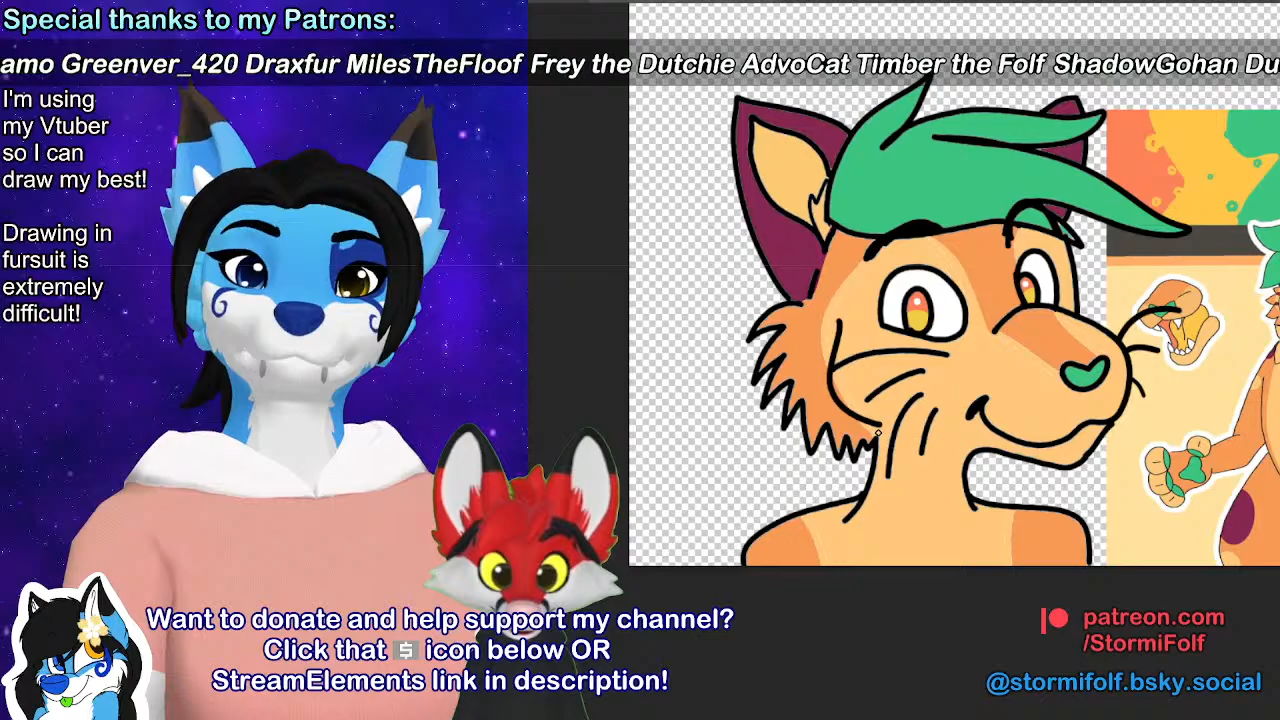 Special thanks to my Patrons:
amo Greenver_420 Draxfur MilesTheFloof Frey the Dutchie AdvoCat Timber the Folf ShadowGohan Du
I'm using
my Vtuber
so I can
draw my best!
Drawing in
fursuit is
extremely
difficult!
Want to donate and help support my channel?
Click that $ icon below OR
StreamElements link in description!
patreon.com
/StormiFolf
@stormifolf.bsky.social